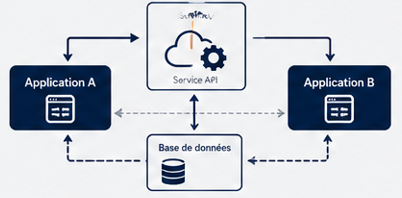 Service API
Application A
Application B
Base de données